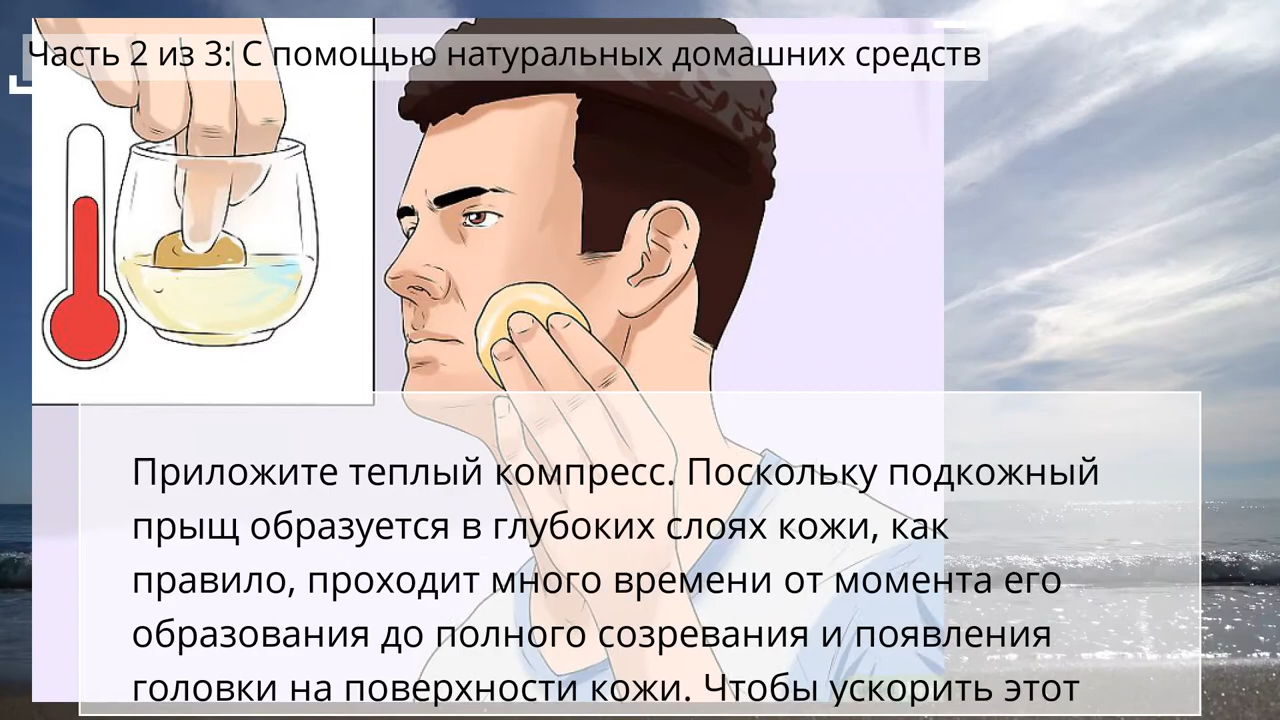 Часть 2 из 3: С помощью натуральных домашних средств
Приложите теплый компресс. Поскольку подкожный
прыщ образуется в глубоких слоях кожи, как
правило, проходит много времени от момента его
образования до полного созревания и появления
головки на поверхности кожи. Чтобы ускорить этот